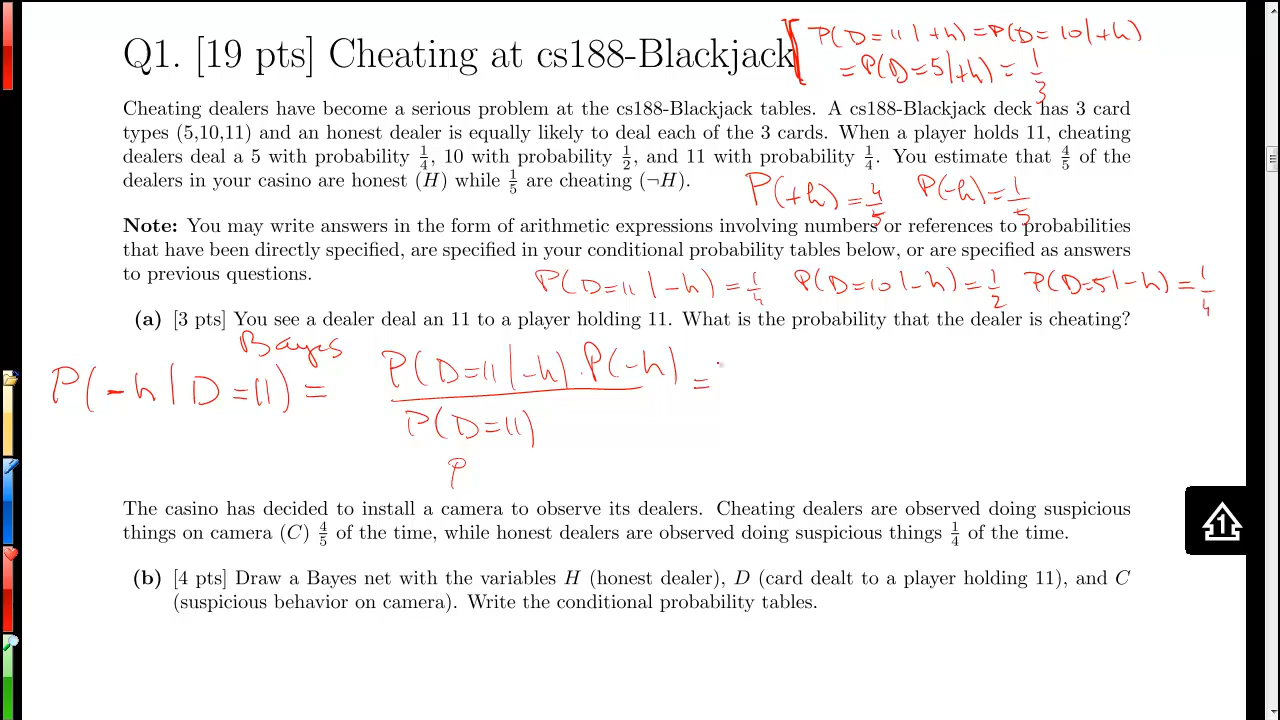 Q1. [19 pts] Cheating at cs188-Blackjack
P(D=11|+h)=P(D=10|+h)
=P(D=5|+h)=1/3
Cheating dealers have become a serious problem at the cs188-Blackjack tables. A cs188-Blackjack deck has 3 card
types (5,10,11) and an honest dealer is equally likely to deal each of the 3 cards. When a player holds 11, cheating
dealers deal a 5 with probability 1/4, 10 with probability 1/2, and 11 with probability 1/4. You estimate that 4/5 of the
dealers in your casino are honest (H) while 1/5 are cheating (¬H).
P(+h)=4/5 P(-h)=1/5
Note: You may write answers in the form of arithmetic expressions involving numbers or references to probabilities
that have been directly specified, are specified in your conditional probability tables below, or are specified as answers
to previous questions.
P(D=11|-h)=1/4 P(D=10|-h)=1/2 P(D=5|-h)=1/4
(a) [3 pts] You see a dealer deal an 11 to a player holding 11. What is the probability that the dealer is cheating?
Bayes
P(-h|D=11) = P(D=11|-h).P(-h) =
P(D=11)
P
The casino has decided to install a camera to observe its dealers. Cheating dealers are observed doing suspicious
things on camera (C) 4/5 of the time, while honest dealers are observed doing suspicious things 1/4 of the time.
(b) [4 pts] Draw a Bayes net with the variables H (honest dealer), D (card dealt to a player holding 11), and C
(suspicious behavior on camera). Write the conditional probability tables.
1